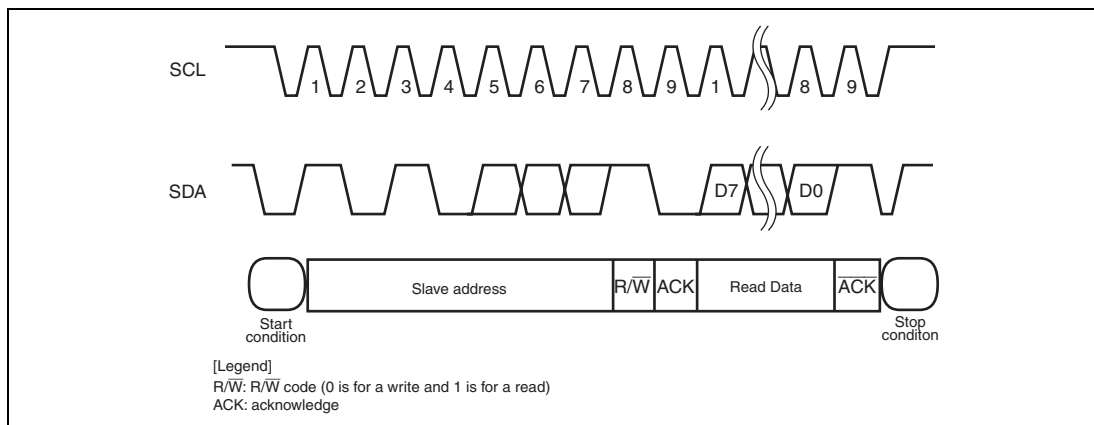 SCL
1 2 3 4 5 6 7 8 9 1 8 9
SDA
D7 D0
Slave address R/W̅ ACK Read Data A̅C̅K̅
Start
condition
Stop
conditon
[Legend]
R/W̅: R/W̅ code (0 is for a write and 1 is for a read)
ACK: acknowledge